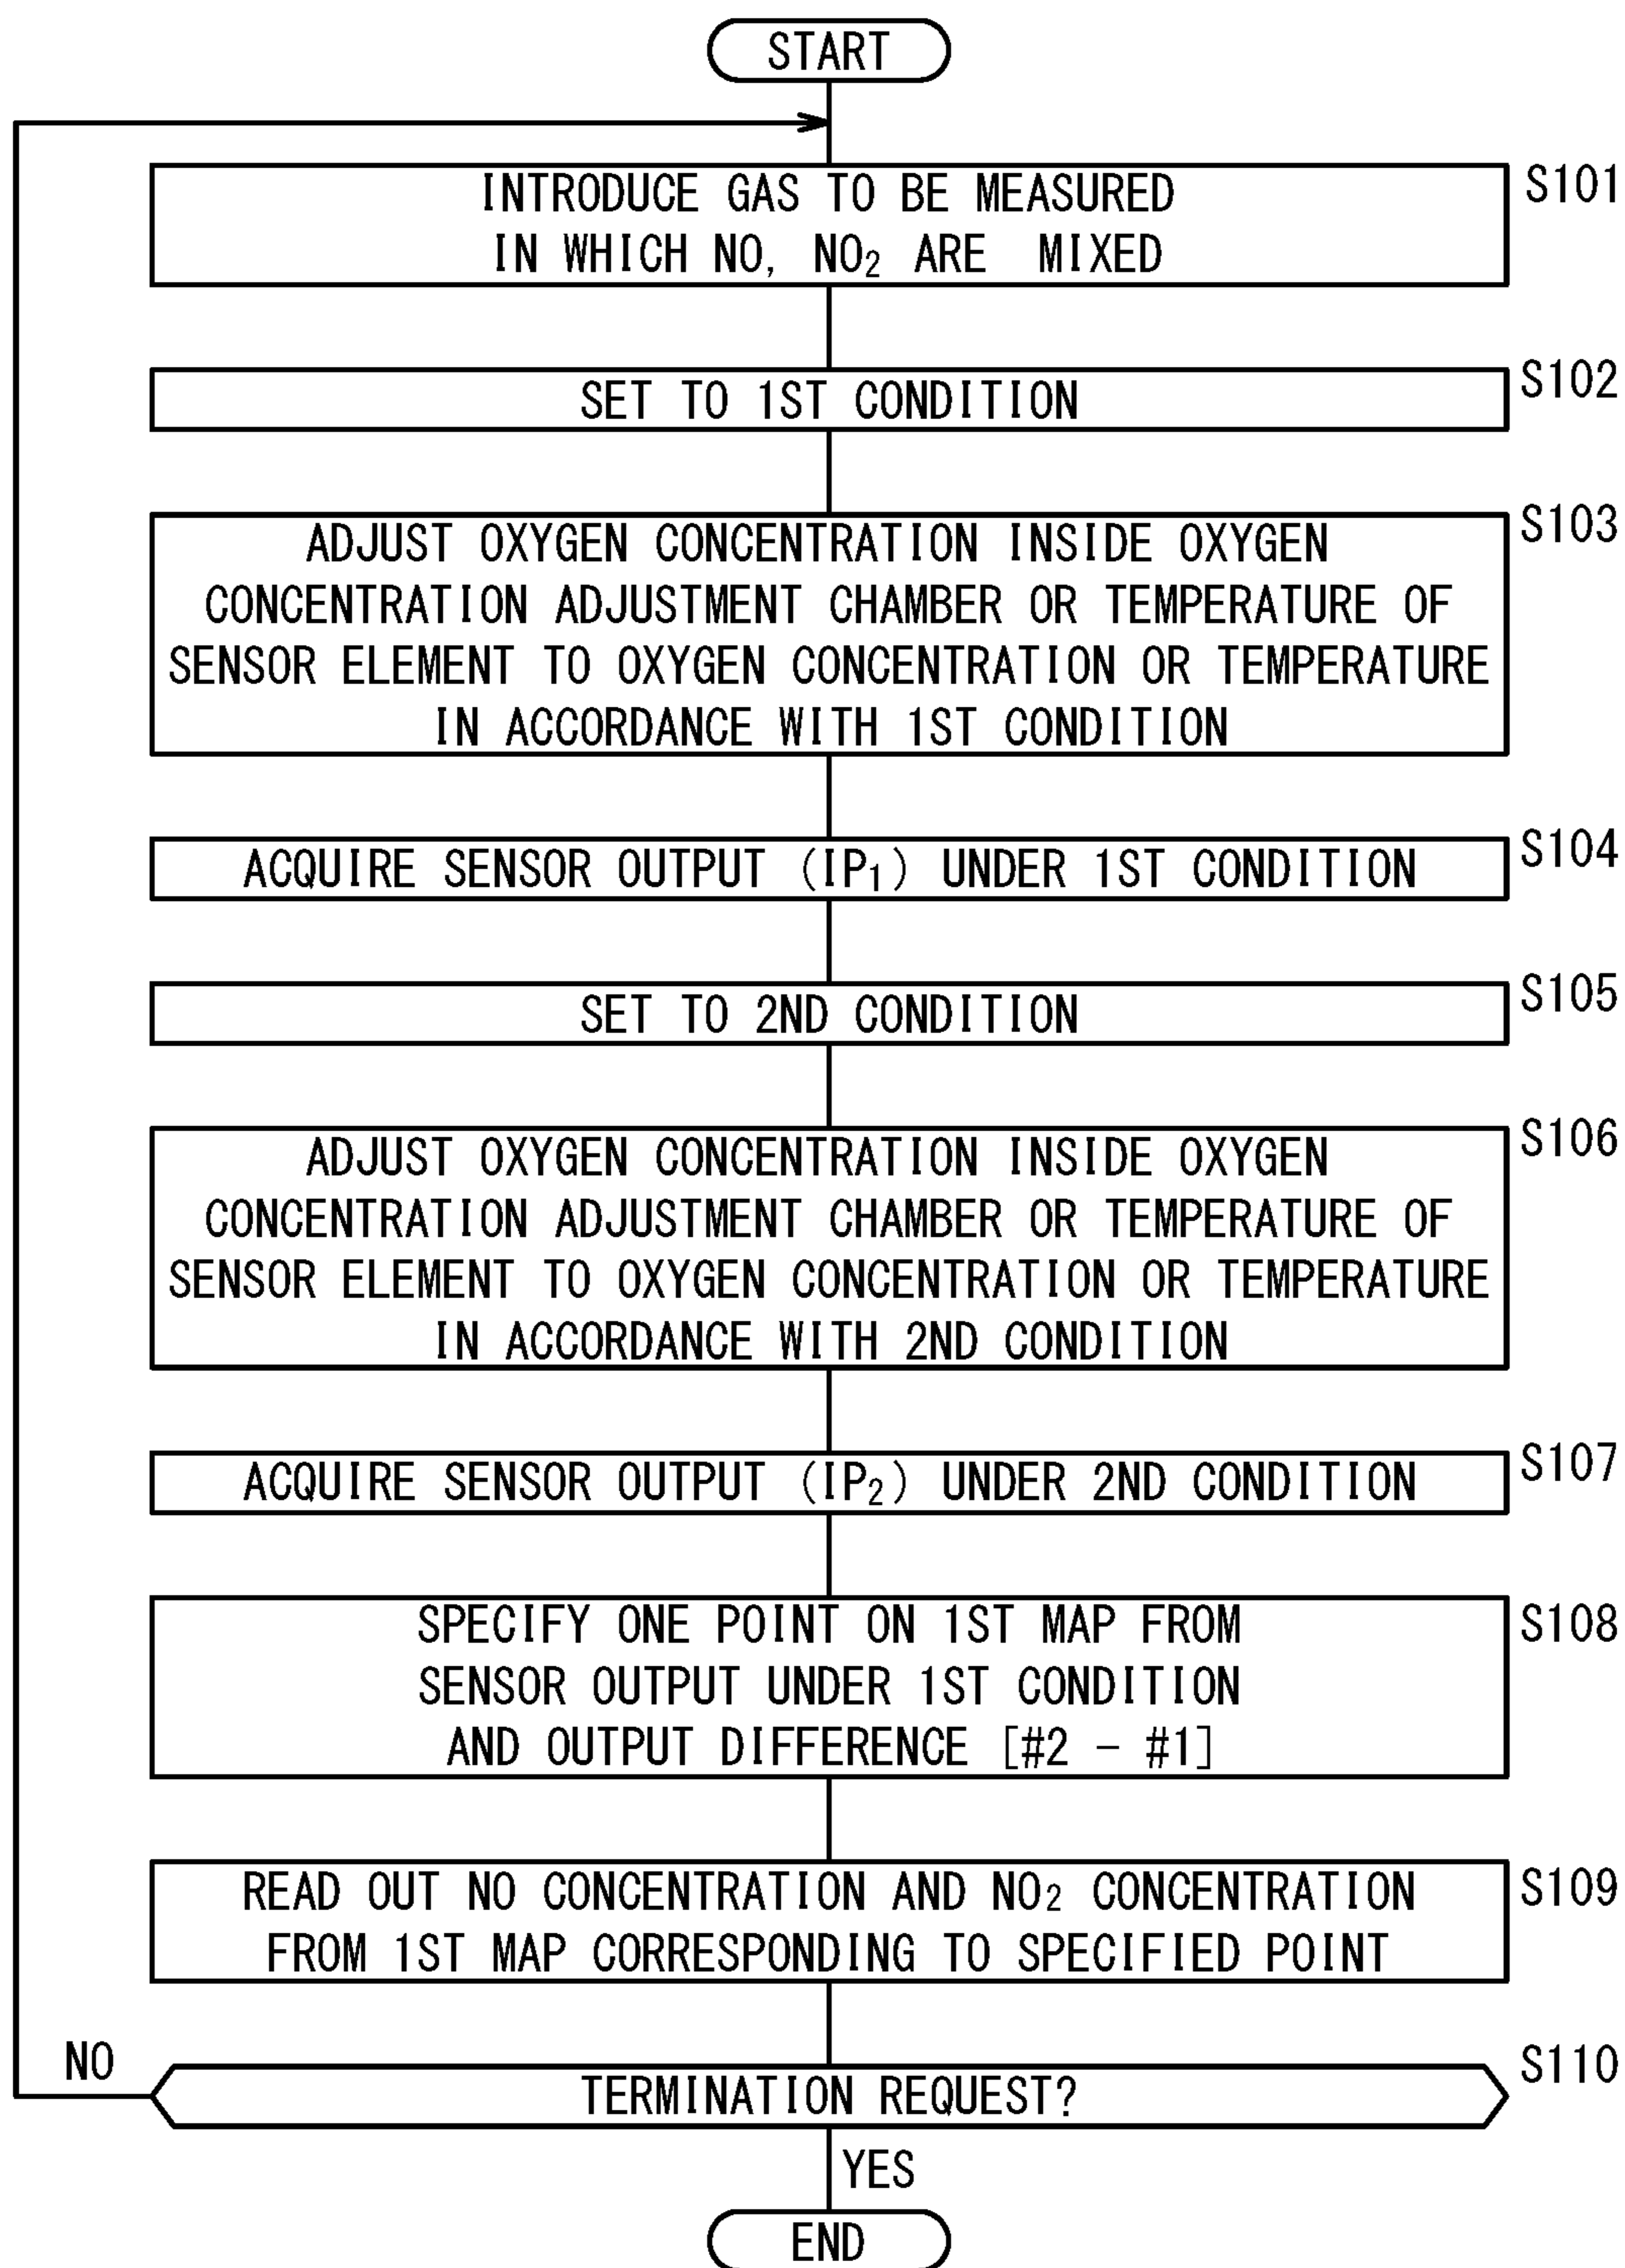 START
INTRODUCE GAS TO BE MEASURED
IN WHICH NO, NO₂ ARE MIXED
S101
SET TO 1ST CONDITION
S102
ADJUST OXYGEN CONCENTRATION INSIDE OXYGEN
CONCENTRATION ADJUSTMENT CHAMBER OR TEMPERATURE OF
SENSOR ELEMENT TO OXYGEN CONCENTRATION OR TEMPERATURE
IN ACCORDANCE WITH 1ST CONDITION
S103
ACQUIRE SENSOR OUTPUT (IP₁) UNDER 1ST CONDITION
S104
SET TO 2ND CONDITION
S105
ADJUST OXYGEN CONCENTRATION INSIDE OXYGEN
CONCENTRATION ADJUSTMENT CHAMBER OR TEMPERATURE OF
SENSOR ELEMENT TO OXYGEN CONCENTRATION OR TEMPERATURE
IN ACCORDANCE WITH 2ND CONDITION
S106
ACQUIRE SENSOR OUTPUT (IP₂) UNDER 2ND CONDITION
S107
SPECIFY ONE POINT ON 1ST MAP FROM
SENSOR OUTPUT UNDER 1ST CONDITION
AND OUTPUT DIFFERENCE [#2 − #1]
S108
READ OUT NO CONCENTRATION AND NO₂ CONCENTRATION
FROM 1ST MAP CORRESPONDING TO SPECIFIED POINT
S109
NO
TERMINATION REQUEST?
S110
YES
END